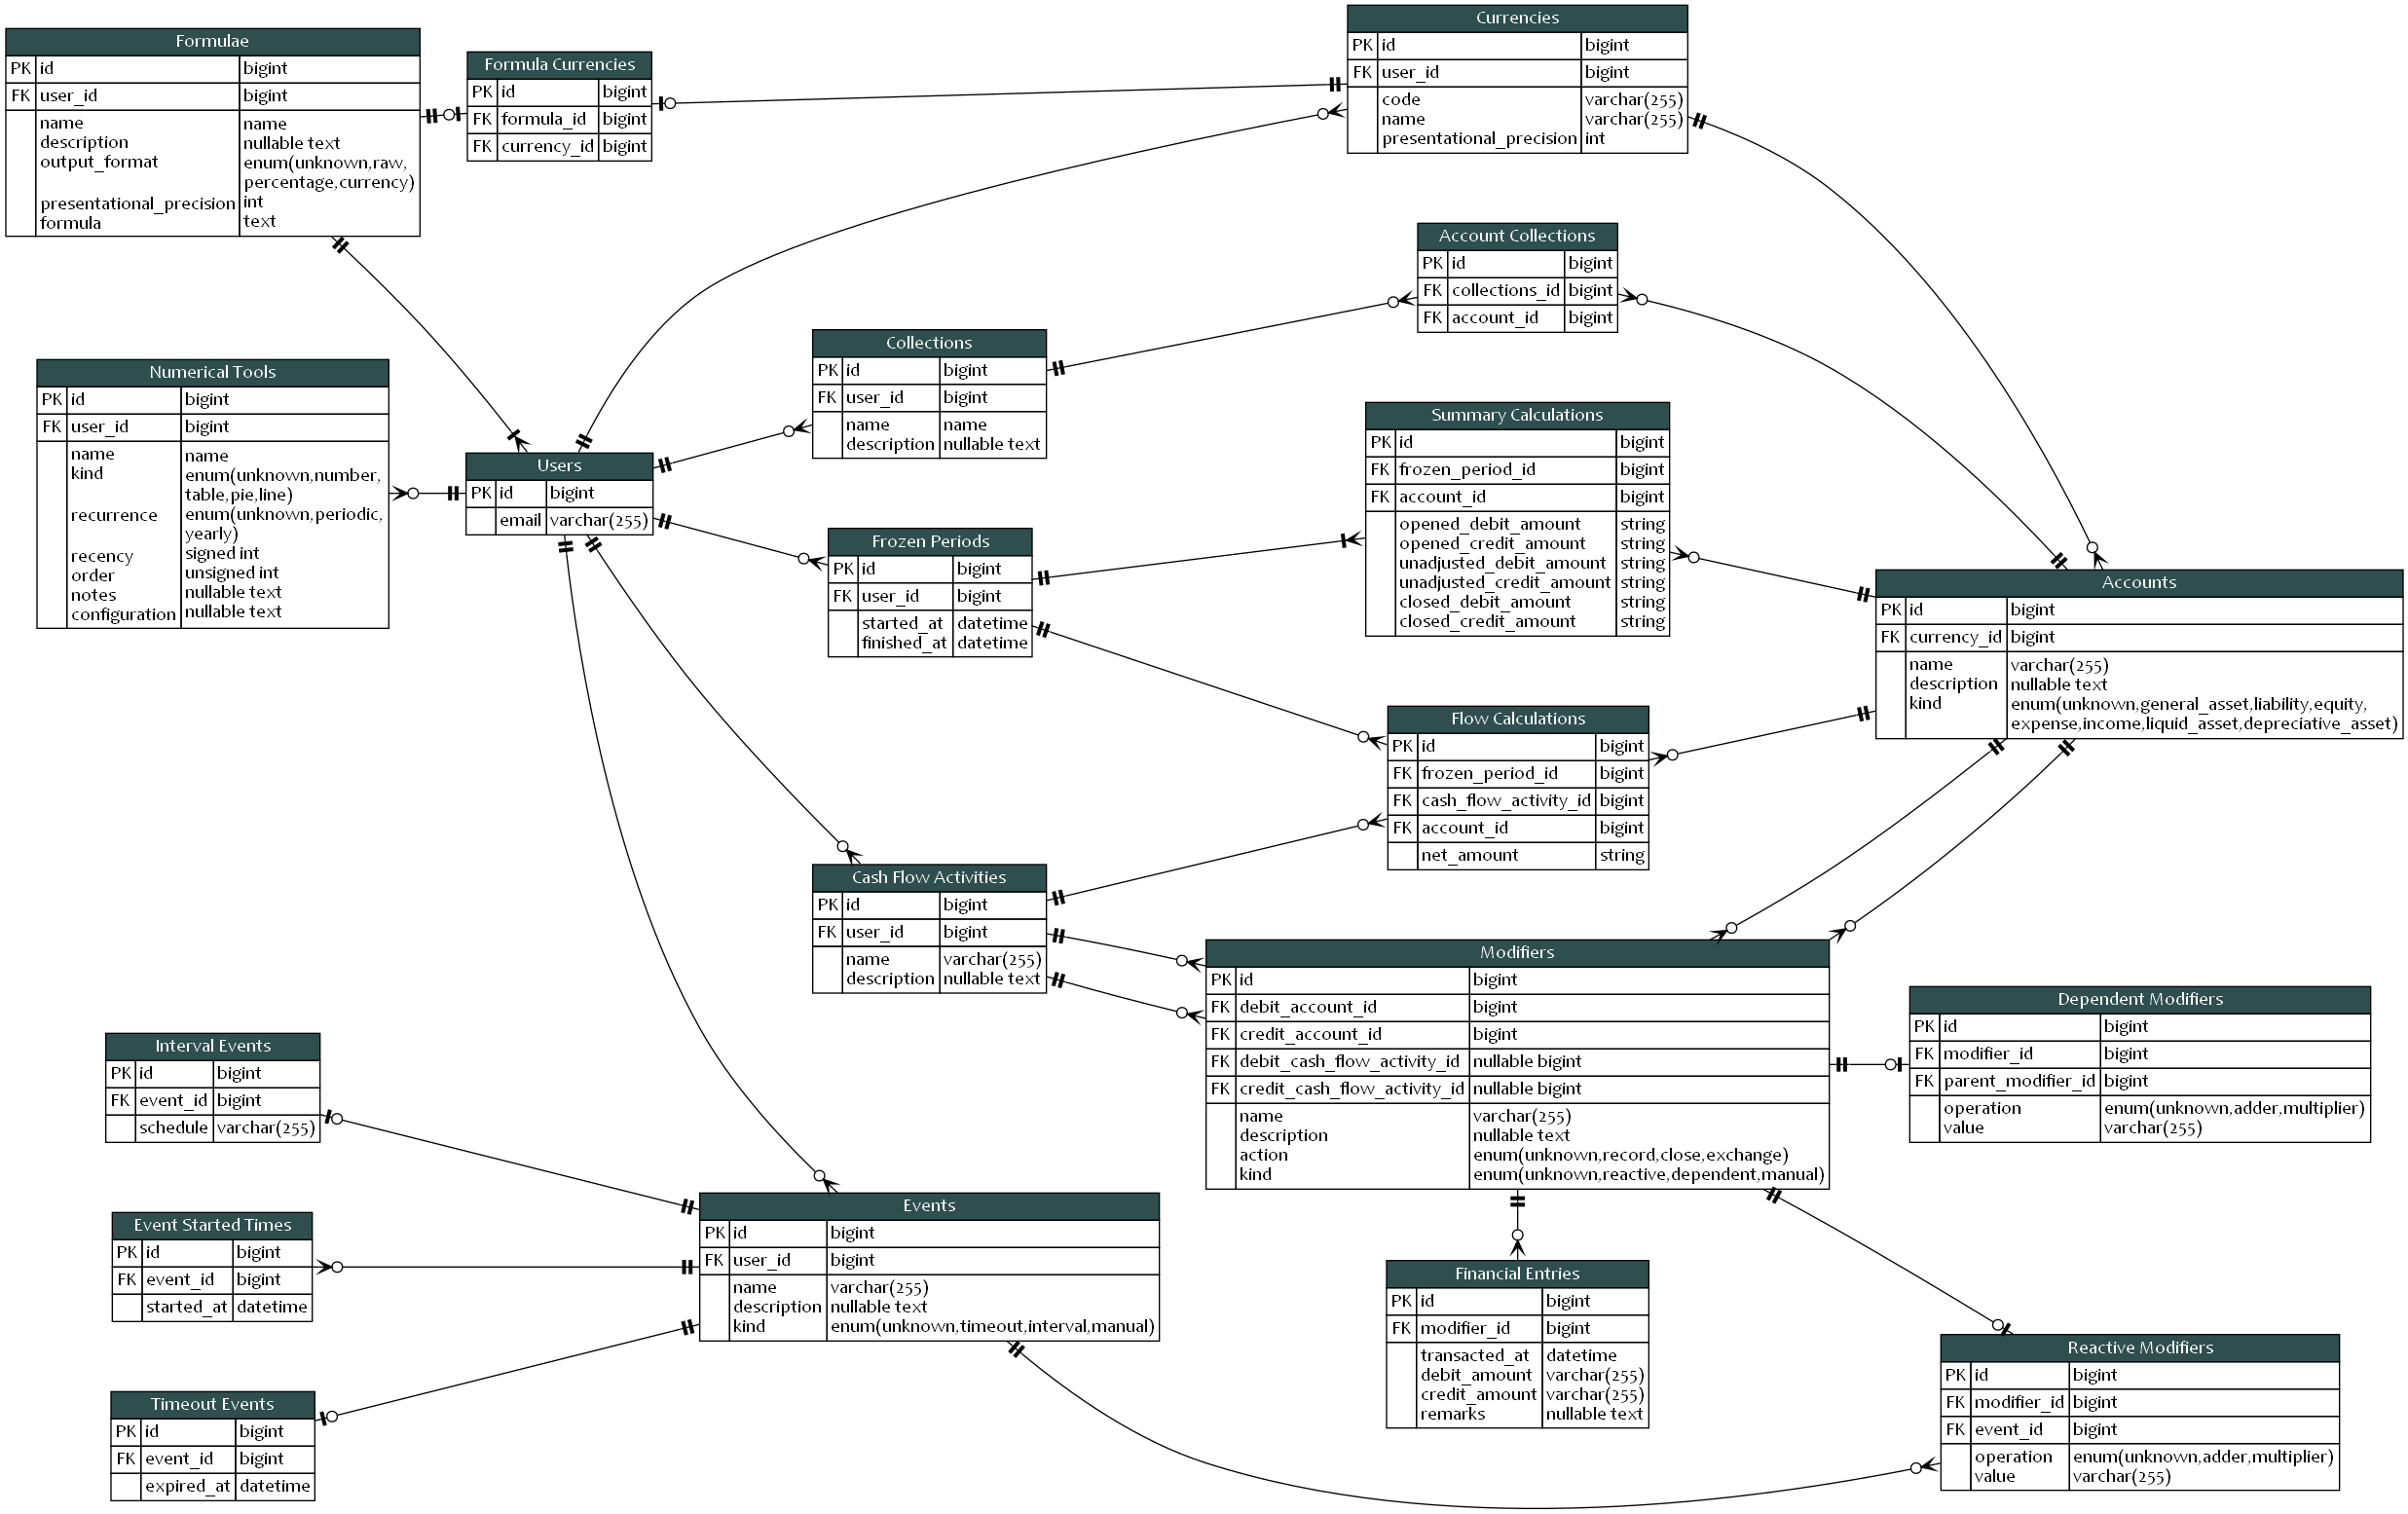 Formulae
PK id bigint
FK user_id bigint
name name
description nullable text
output_format enum(unknown,raw,
percentage,currency)
presentational_precision int
formula text
Formula Currencies
PK id bigint
FK formula_id bigint
FK currency_id bigint
Currencies
PK id bigint
FK user_id bigint
code varchar(255)
name varchar(255)
presentational_precision int
Account Collections
PK id bigint
FK collections_id bigint
FK account_id bigint
Collections
PK id bigint
FK user_id bigint
name name
description nullable text
Numerical Tools
PK id bigint
FK user_id bigint
name name
kind enum(unknown,number,
table,pie,line)
recurrence enum(unknown,periodic,
yearly)
recency signed int
order unsigned int
notes nullable text
configuration nullable text
Users
PK id bigint
email varchar(255)
Summary Calculations
PK id bigint
FK frozen_period_id bigint
FK account_id bigint
opened_debit_amount string
opened_credit_amount string
unadjusted_debit_amount string
unadjusted_credit_amount string
closed_debit_amount string
closed_credit_amount string
Frozen Periods
PK id bigint
FK user_id bigint
started_at datetime
finished_at datetime
Accounts
PK id bigint
FK currency_id bigint
name varchar(255)
description nullable text
kind enum(unknown,general_asset,liability,equity,
expense,income,liquid_asset,depreciative_asset)
Flow Calculations
PK id bigint
FK frozen_period_id bigint
FK cash_flow_activity_id bigint
FK account_id bigint
net_amount string
Cash Flow Activities
PK id bigint
FK user_id bigint
name varchar(255)
description nullable text
Modifiers
PK id bigint
FK debit_account_id bigint
FK credit_account_id bigint
FK debit_cash_flow_activity_id nullable bigint
FK credit_cash_flow_activity_id nullable bigint
name varchar(255)
description nullable text
action enum(unknown,record,close,exchange)
kind enum(unknown,reactive,dependent,manual)
Dependent Modifiers
PK id bigint
FK modifier_id bigint
FK parent_modifier_id bigint
operation enum(unknown,adder,multiplier)
value varchar(255)
Interval Events
PK id bigint
FK event_id bigint
schedule varchar(255)
Event Started Times
PK id bigint
FK event_id bigint
started_at datetime
Events
PK id bigint
FK user_id bigint
name varchar(255)
description nullable text
kind enum(unknown,timeout,interval,manual)
Financial Entries
PK id bigint
FK modifier_id bigint
transacted_at datetime
debit_amount varchar(255)
credit_amount varchar(255)
remarks nullable text
Reactive Modifiers
PK id bigint
FK modifier_id bigint
FK event_id bigint
operation enum(unknown,adder,multiplier)
value varchar(255)
Timeout Events
PK id bigint
FK event_id bigint
expired_at datetime